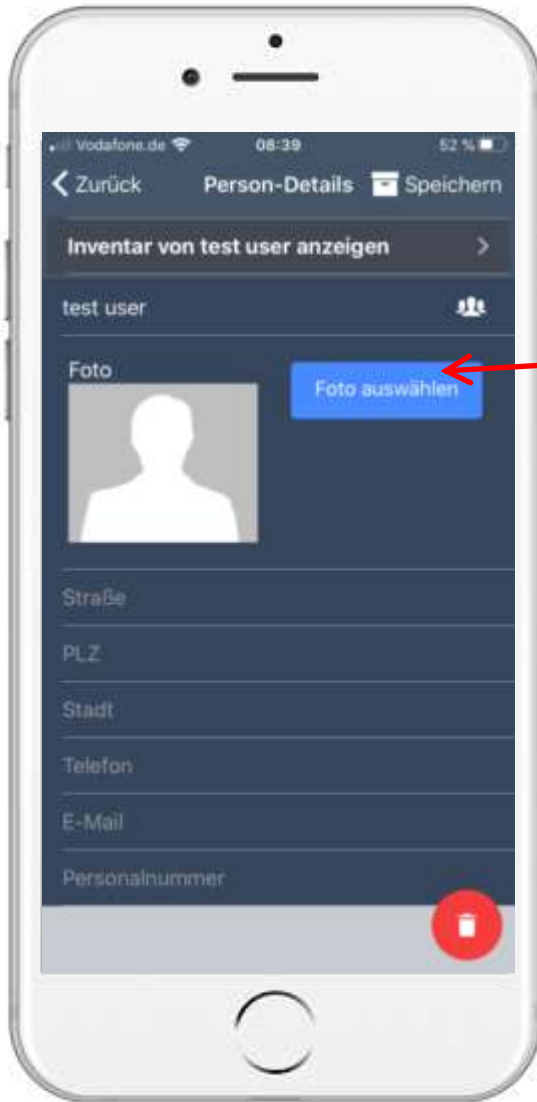 Vodafone.de 08:39 52 %
Zurück Person-Details Speichern
Inventar von test user anzeigen
test user
Foto
Foto auswählen
Straße
PLZ
Stadt
Telefon
E-Mail
Personalnummer